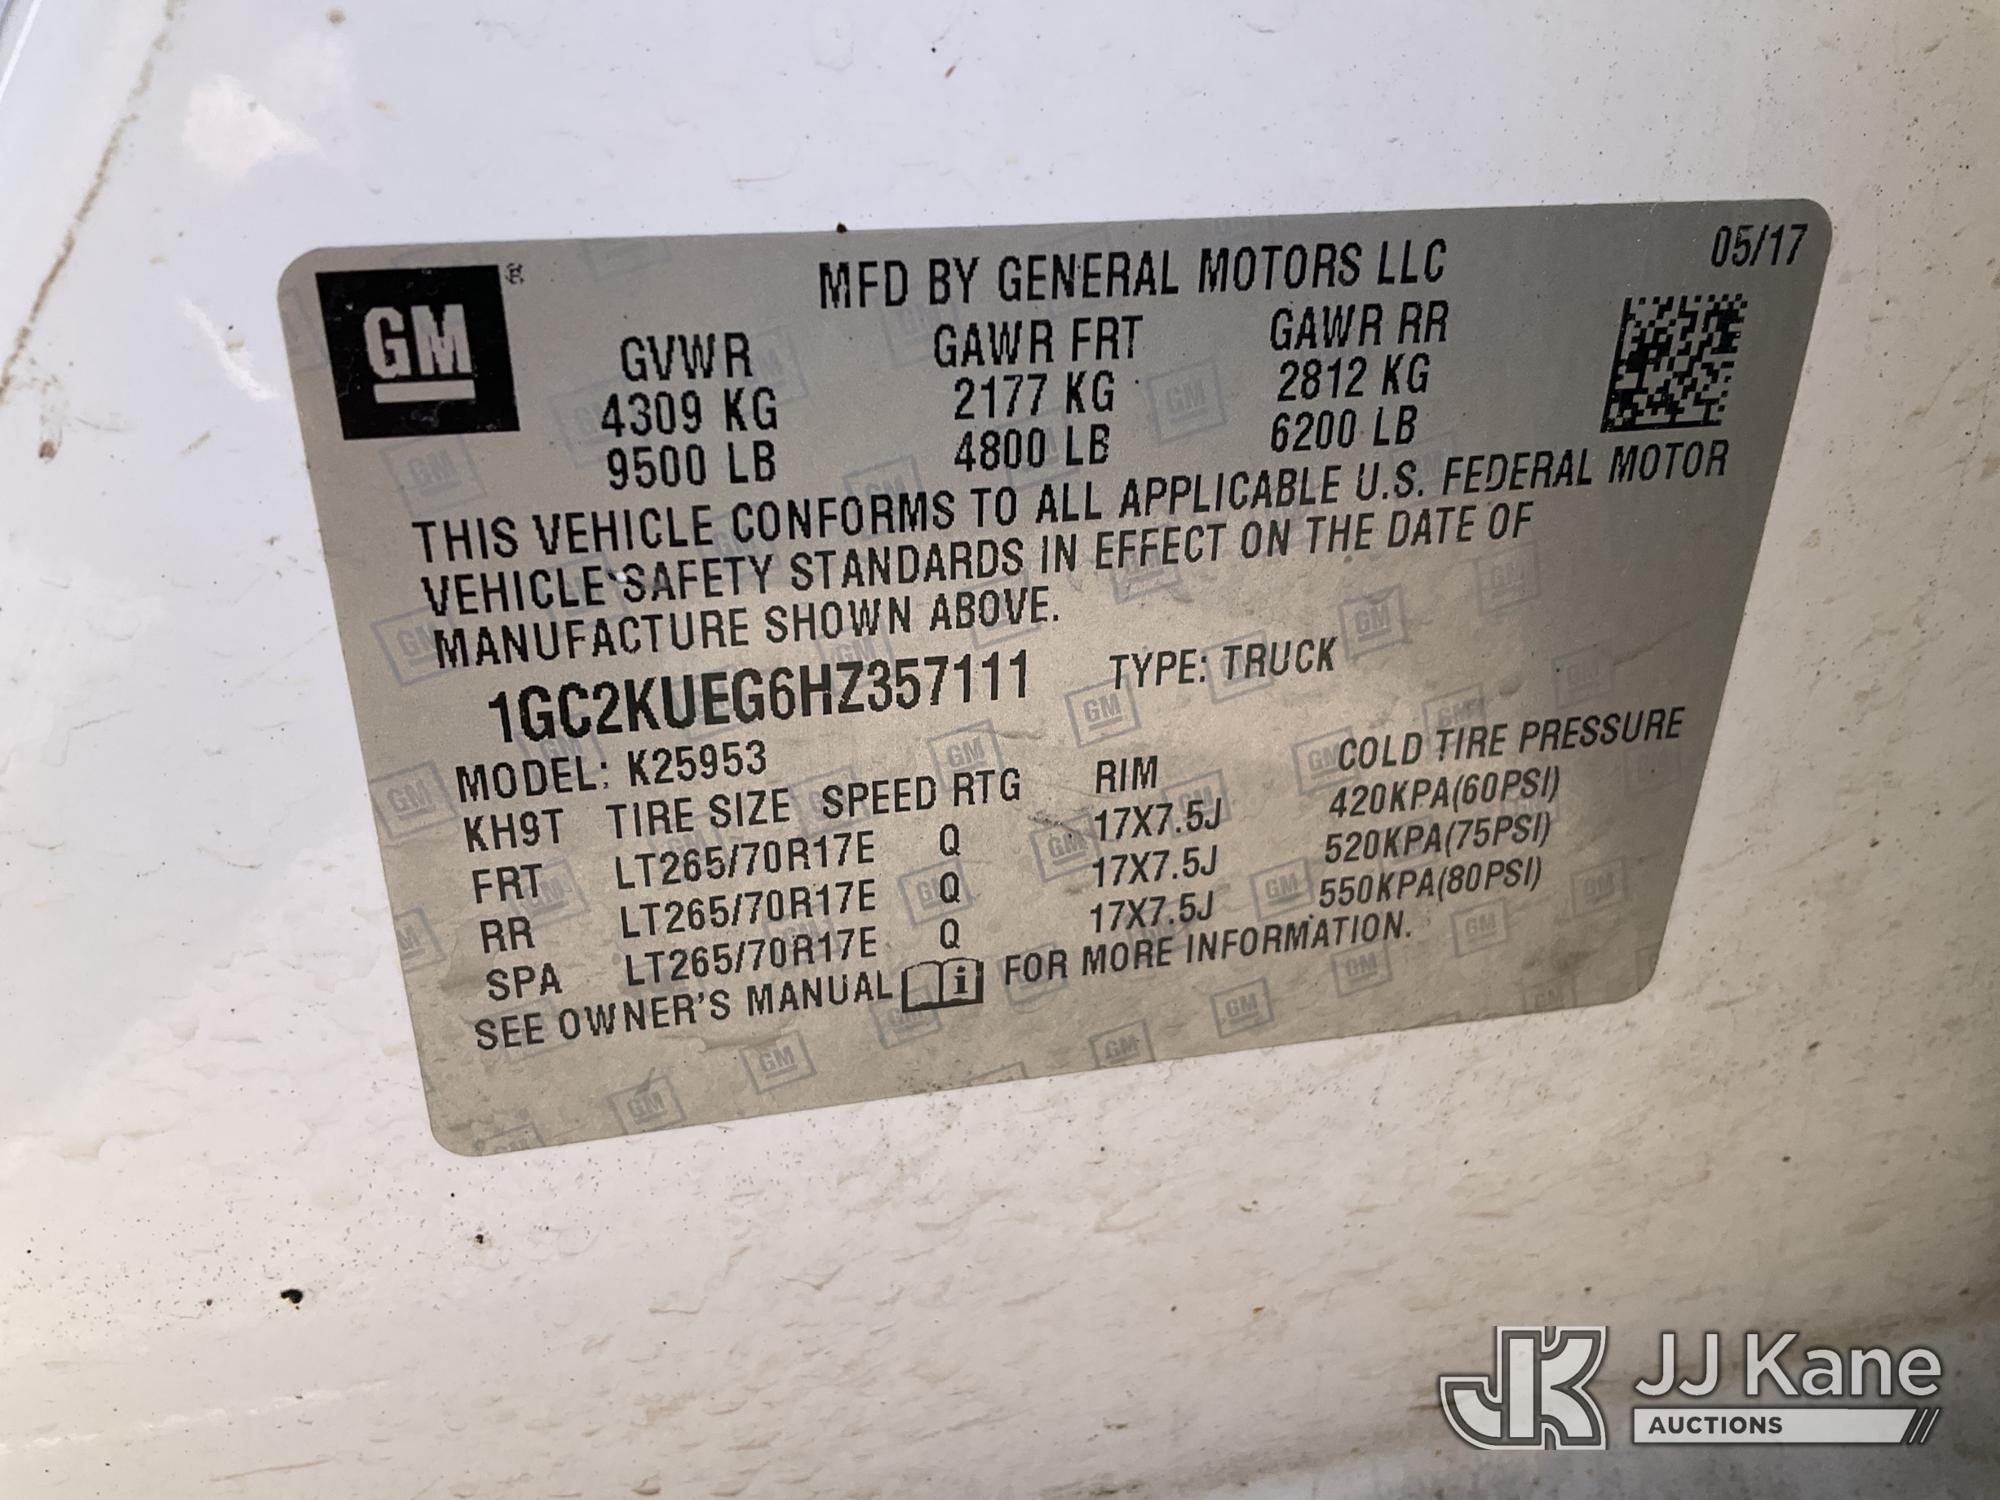 GM ®
MFD BY GENERAL MOTORS LLC 05/17
GVWR GAWR FRT GAWR RR
4309 KG 2177 KG 2812 KG
9500 LB 4800 LB 6200 LB
THIS VEHICLE CONFORMS TO ALL APPLICABLE U.S. FEDERAL MOTOR
VEHICLE SAFETY STANDARDS IN EFFECT ON THE DATE OF
MANUFACTURE SHOWN ABOVE.
1GC2KUEG6HZ357111 TYPE: TRUCK
MODEL: K25953
KH9T TIRE SIZE SPEED RTG RIM COLD TIRE PRESSURE
FRT LT265/70R17E Q 17X7.5J 420KPA(60PSI)
RR LT265/70R17E Q 17X7.5J 520KPA(75PSI)
SPA LT265/70R17E Q 17X7.5J 550KPA(80PSI)
SEE OWNER'S MANUAL i FOR MORE INFORMATION.
JK JJ Kane
AUCTIONS